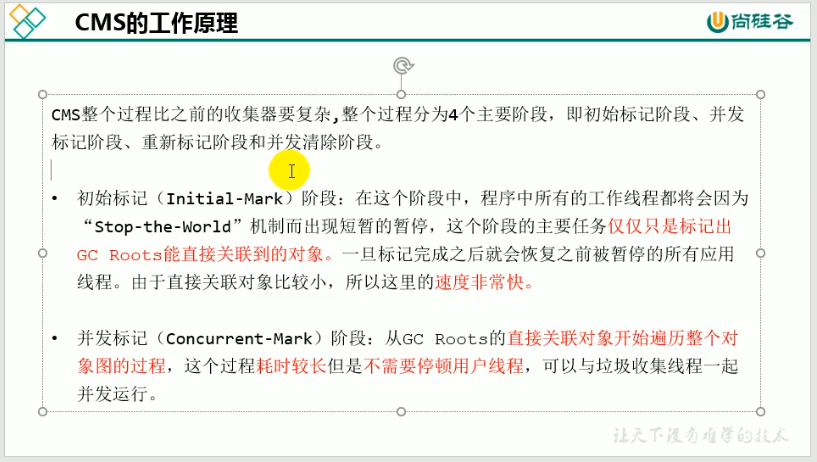 CMS的工作原理
尚硅谷
CMS整个过程比之前的收集器要复杂,整个过程分为4个主要阶段，即初始标记阶段、并发
标记阶段、重新标记阶段和并发清除阶段。
• 初始标记（Initial-Mark）阶段：在这个阶段中，程序中所有的工作线程都将会因为
“Stop-the-World”机制而出现短暂的暂停，这个阶段的主要任务仅仅只是标记出
GC Roots能直接关联到的对象。一旦标记完成之后就会恢复之前被暂停的所有应用
线程。由于直接关联对象比较小，所以这里的速度非常快。
• 并发标记（Concurrent-Mark）阶段：从GC Roots的直接关联对象开始遍历整个对
象图的过程，这个过程耗时较长但是不需要停顿用户线程，可以与垃圾收集线程一起
并发运行。
让天下没有难学的技术